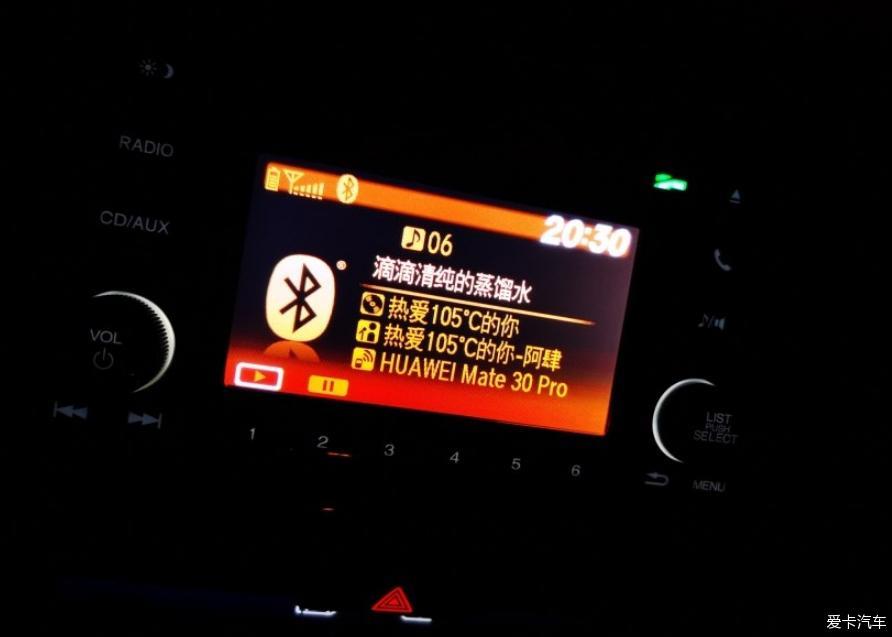 RADIO
CD/AUX
20:30
06
滴滴清纯的蒸馏水
热爱105°C的你
热爱105°C的你-阿肆
HUAWEI Mate 30 Pro
VOL
1 2 3 4 5 6
LIST
PUSH
SELECT
MENU
爱卡汽车